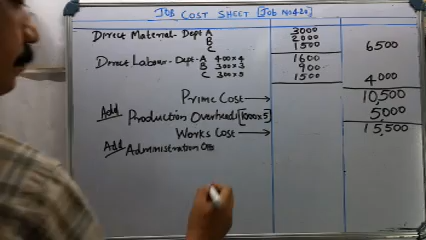 JOB COST SHEET [Job No 420]
Direct Material - Dept A 3000
B 2000
C 1500 6500
Direct Labour - Dept - A 400×4 1600
B 300×3 900
C 300×5 1500 4000
Prime Cost → 10,500
Add Production Overheads [1000×5] 5000
Works Cost → 15,500
Add Administration